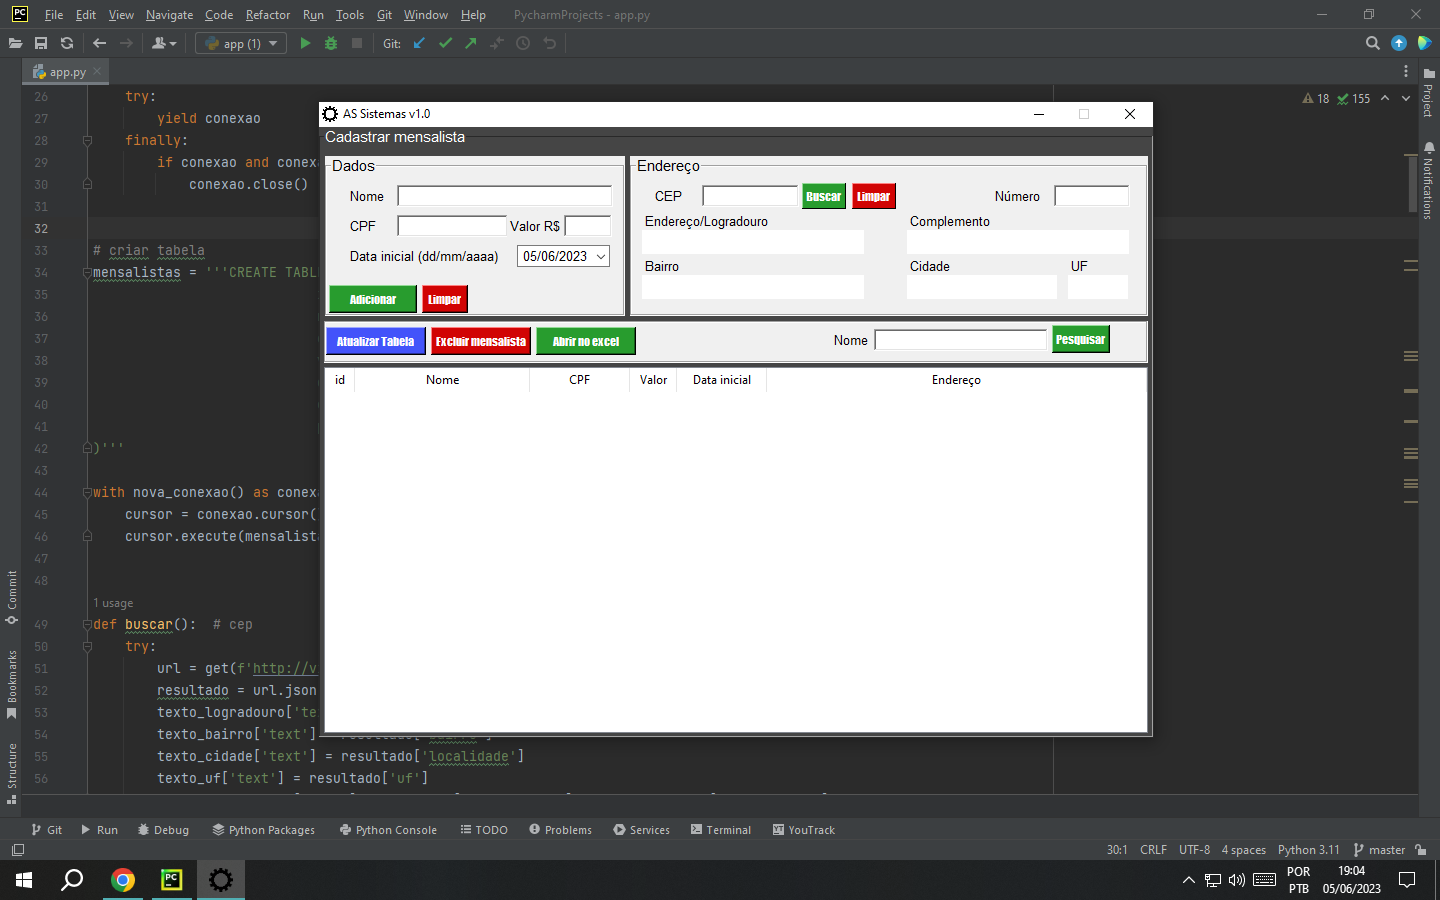 PC File Edit View Navigate Code Refactor Run Tools Git Window Help PycharmProjects - app.py
app (1) Git:
app.py
18 155
Project
Notifications
Commit
Bookmarks
Structure
26 try:
27 yield conexao
28 finally:
29 if conexao and conexa
30 conexao.close()
31
32
33 # criar tabela
34 mensalistas = '''CREATE TABL
35
36
37
38
39
40
41
42 )'''
43
44 with nova_conexao() as conexa
45 cursor = conexao.cursor(
46 cursor.execute(mensalista
47
48
1 usage
49 def buscar(): # cep
50 try:
51 url = get(f'http://v
52 resultado = url.json
53 texto_logradouro['te
54 texto_bairro['text'] = resultado['bairro']
55 texto_cidade['text'] = resultado['localidade']
56 texto_uf['text'] = resultado['uf']
AS Sistemas v1.0
Cadastrar mensalista
Dados
Nome
CPF Valor R$
Data inicial (dd/mm/aaaa) 05/06/2023
Adicionar Limpar
Endereço
CEP Buscar Limpar Número
Endereço/Logradouro Complemento
Bairro Cidade UF
Atualizar Tabela Excluir mensalista Abrir no excel Nome Pesquisar
id Nome CPF Valor Data inicial Endereço
Git Run Debug Python Packages Python Console TODO Problems Services Terminal YouTrack
30:1 CRLF UTF-8 4 spaces Python 3.11 master
POR
PTB
19:04
05/06/2023